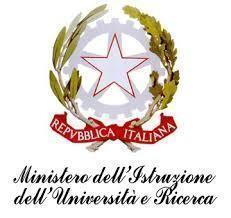 REPVBBLICA ITALIANA
Ministero dell'Istruzione
dell'Università e Ricerca